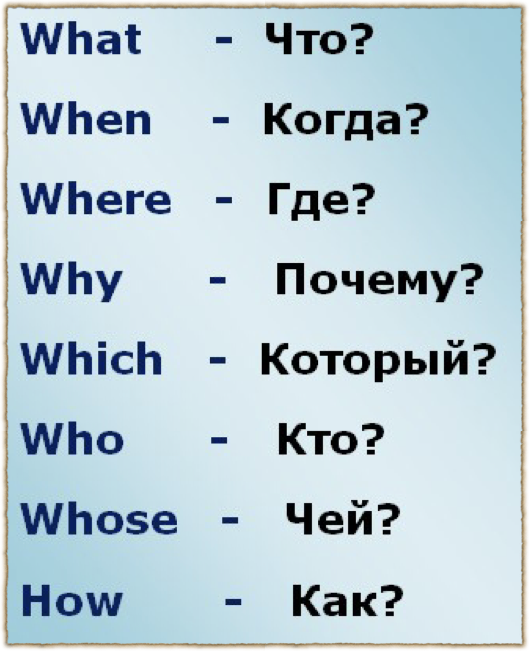 What - Что?
When - Когда?
Where - Где?
Why - Почему?
Which - Который?
Who - Кто?
Whose - Чей?
How - Как?